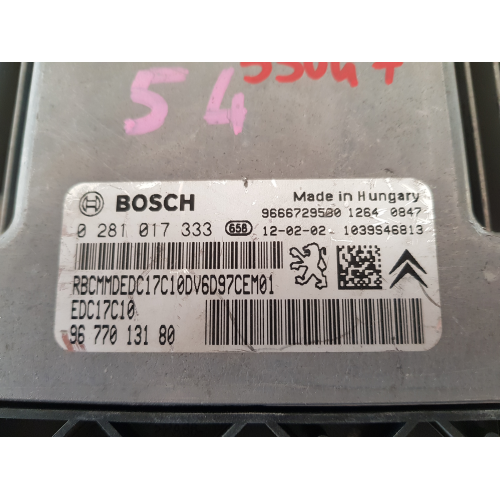 54
BOSCH
Made in Hungary
9666729580 1264 0847
0 281 017 333 658 12-02-02 1039S46813
RBCMMDEDC17C10DV6D97CEM01
EDC17C10
96 770 131 80